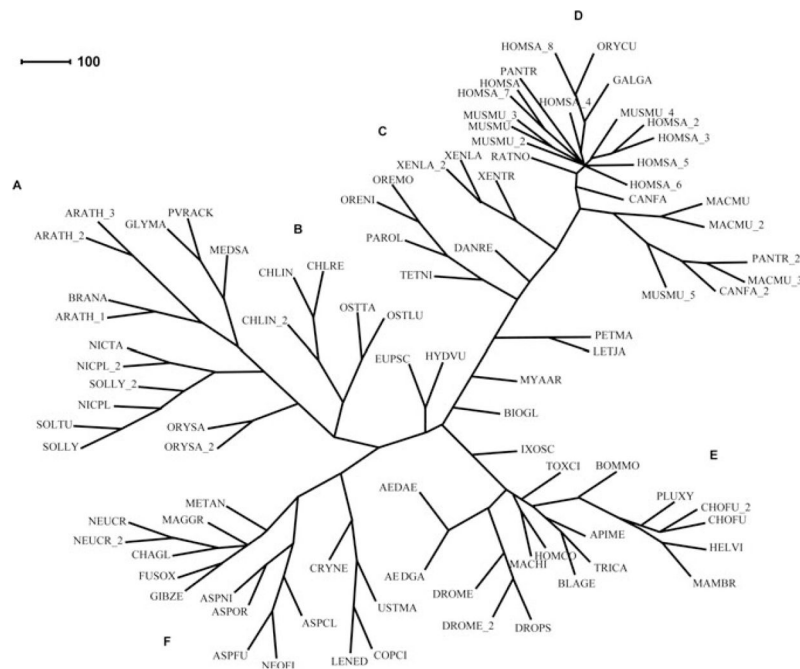 D
HOMSA_8
ORYCU
PANTR
HOMSA
GALGA
100
HOMSA_7
HOMSA_4
MUSMU_3
MUSMU_4
MUSMU
HOMSA_2
C
MUSMU_2
HOMSA_3
XENLA
RATNO
HOMSA_5
XENLA_2
XENTR
HOMSA_6
A
OREMO
CANFA
ORENI
MACMU
ARATH_3
PVRACK
MACMU_2
GLYMA
B
ARATH_2
PAROL
DANRE
MEDSA
PANTR_2
CHLIN
CHLRE
TETNI
MACMU_3
MUSMU_5
CANFA_2
BRANA
ARATH_1
CHLIN_2
OSTTA
OSTLU
PETMA
NICTA
LETJA
EUPSC
HYDVU
NICPL_2
MYAAR
SOLLY_2
NICPL
BIOGL
SOLTU
ORYSA
SOLLY
ORYSA_2
IXOSC
E
TOXCI
BOMMO
AEDAE
PLUXY
METAN
CHOFU_2
NEUCR
MAGGR
CHOFU
NEUCR_2
APIME
CHAGL
HOMCO
HELVI
MACHI
TRICA
FUSOX
CRYNE
AEDGA
BLAGE
MAMBR
GIBZE
ASPNI
DROME
ASPOR
USTMA
ASPCL
DROME_2
DROPS
F
ASPFU
LENED
COPCI
NEOFI